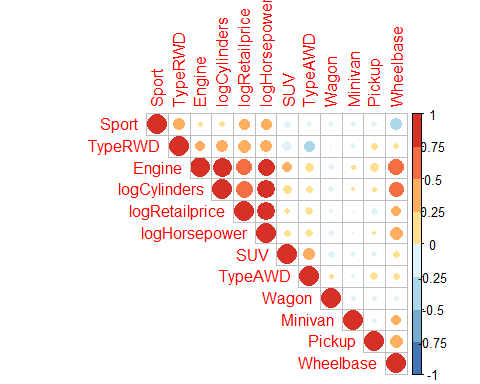 Sport
TypeRWD
Engine
logCylinders
logRetailprice
logHorsepower
SUV
TypeAWD
Wagon
Minivan
Pickup
Wheelbase
Sport
TypeRWD
Engine
logCylinders
logRetailprice
logHorsepower
SUV
TypeAWD
Wagon
Minivan
Pickup
Wheelbase
1
0.75
0.5
0.25
0
-0.25
-0.5
-0.75
-1